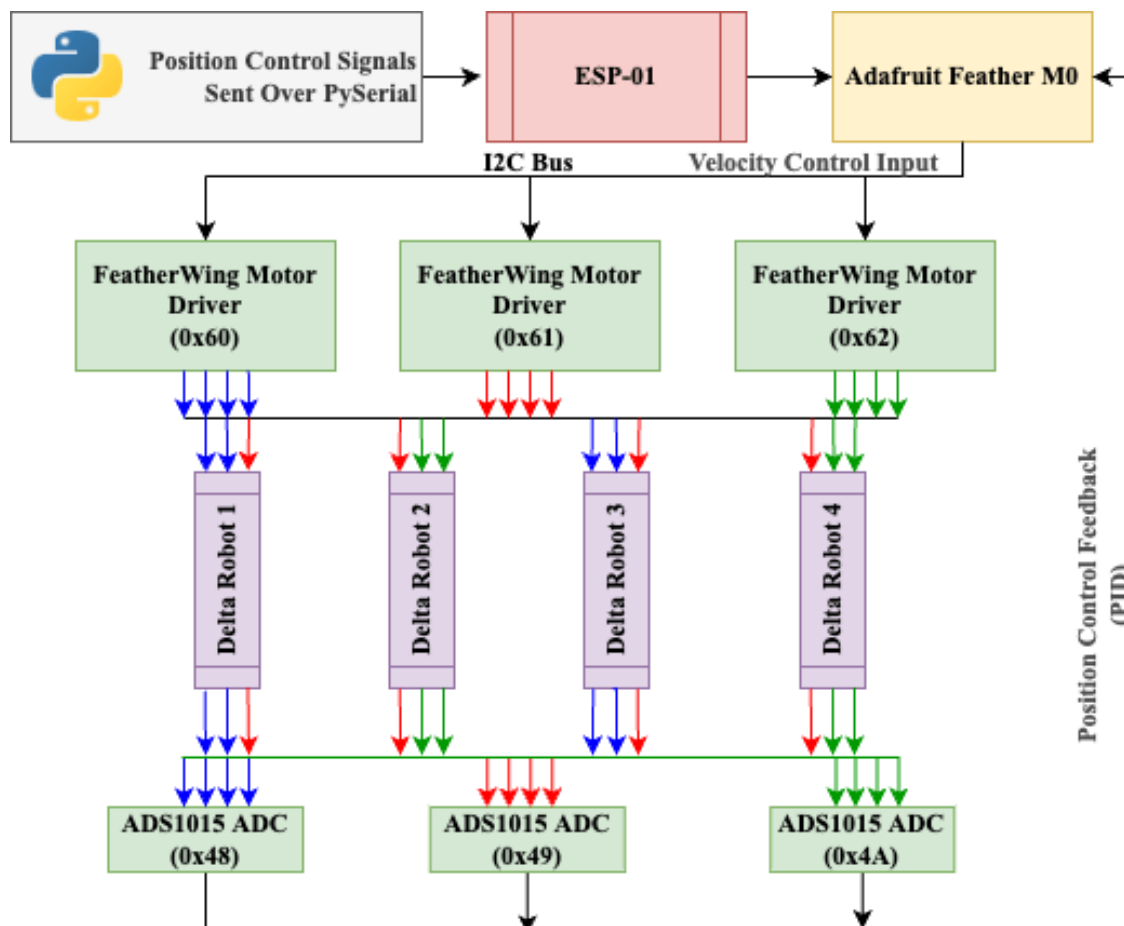 Position Control Signals
Sent Over PySerial
ESP-01
Adafruit Feather M0
I2C Bus
Velocity Control Input
FeatherWing Motor
Driver
(0x60)
FeatherWing Motor
Driver
(0x61)
FeatherWing Motor
Driver
(0x62)
Delta Robot 1
Delta Robot 2
Delta Robot 3
Delta Robot 4
Position Control Feedback
(PID)
ADS1015 ADC
(0x48)
ADS1015 ADC
(0x49)
ADS1015 ADC
(0x4A)